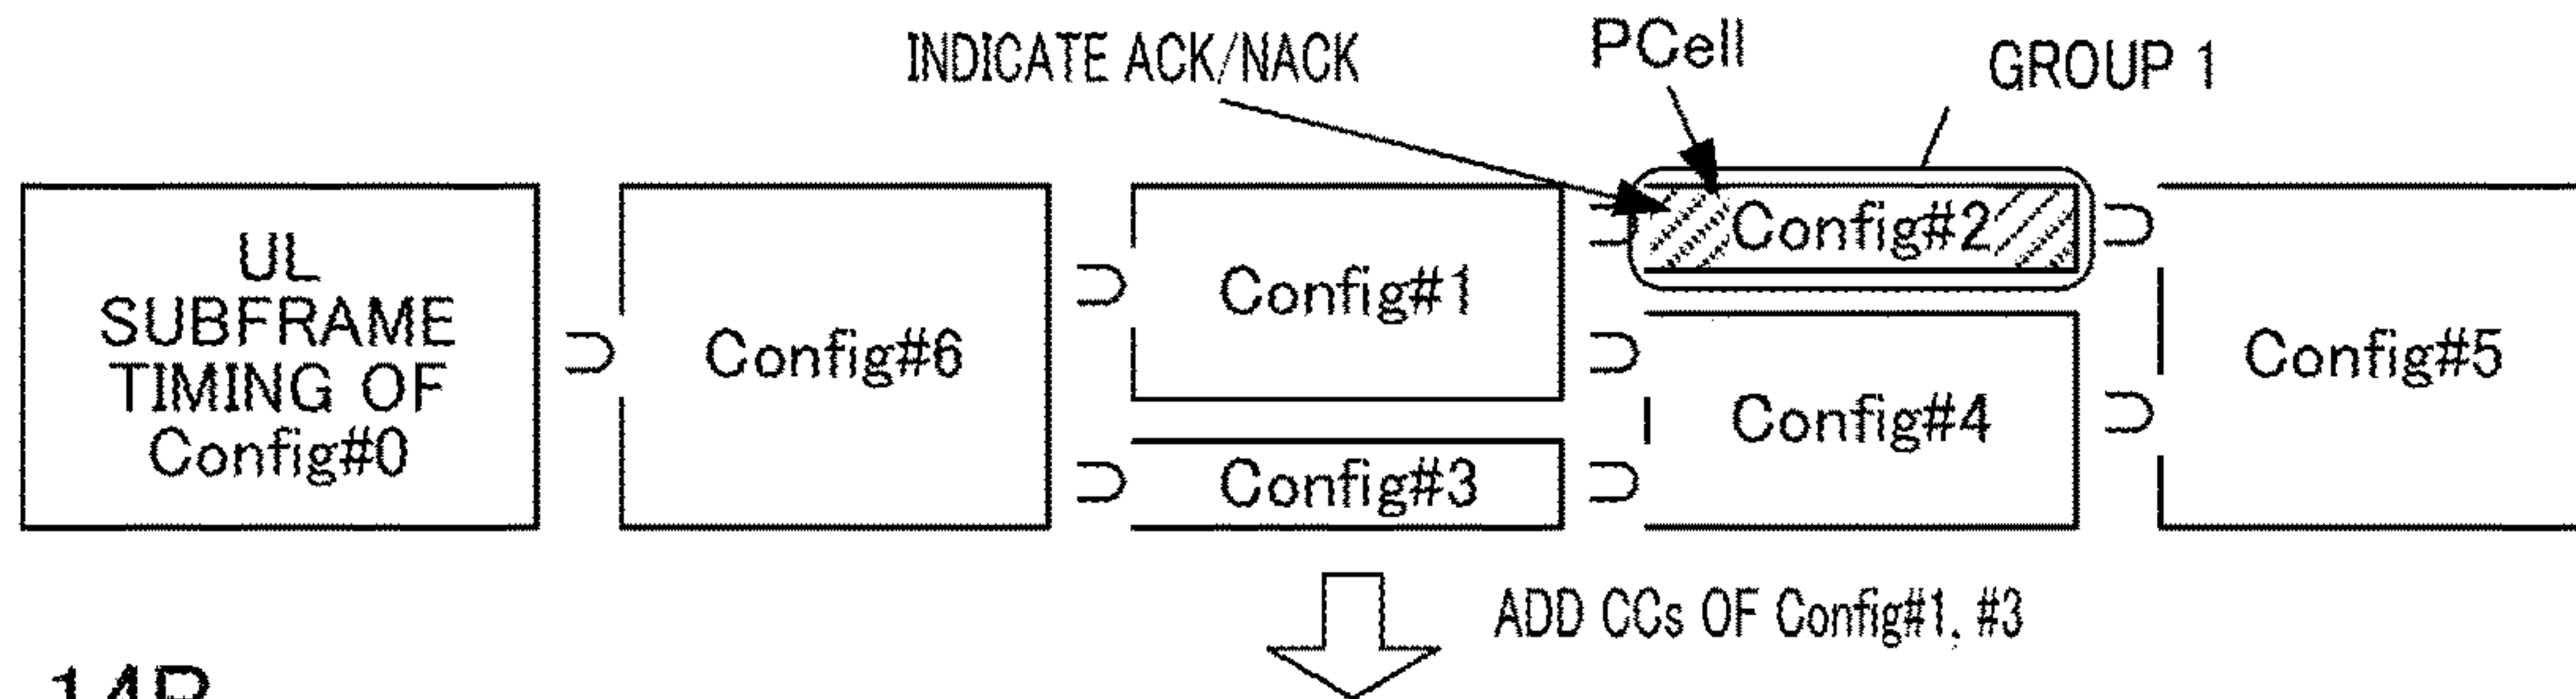 INDICATE ACK/NACK
PCell
GROUP 1
UL
SUBFRAME
TIMING OF
Config#0
⊃
Config#6
⊃
Config#1
⊃
Config#2
⊃
⊃
Config#4
⊃
Config#5
⊃
Config#3
⊃
ADD CCs OF Config#1, #3